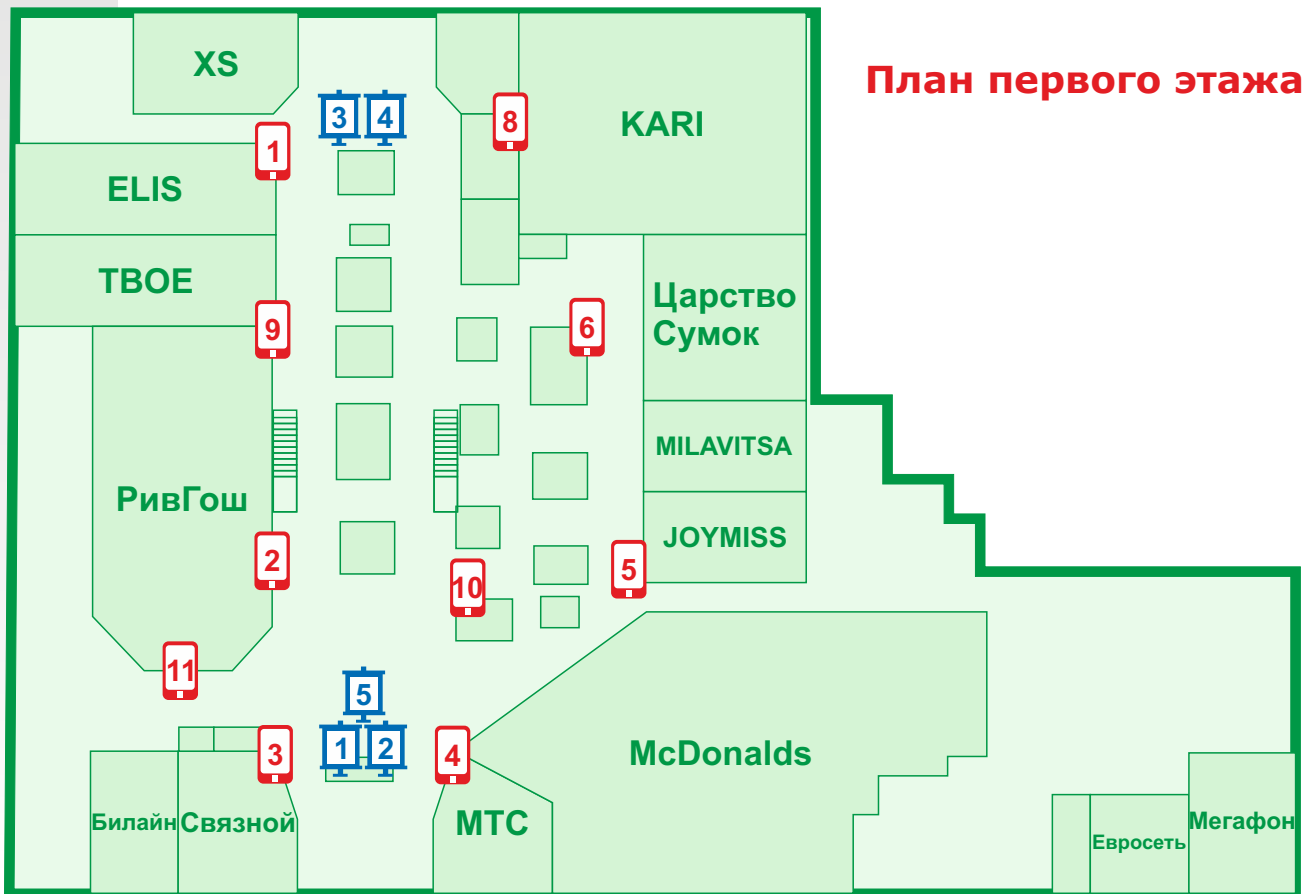 План первого этажа
XS
3
4
8
KARI
1
ELIS
ТВОЕ
9
6
Царство
Сумок
MILAVITSA
РивГош
JOYMISS
2
5
10
11
5
1
2
3
4
McDonalds
Билайн
Связной
МТС
Евросеть
Мегафон